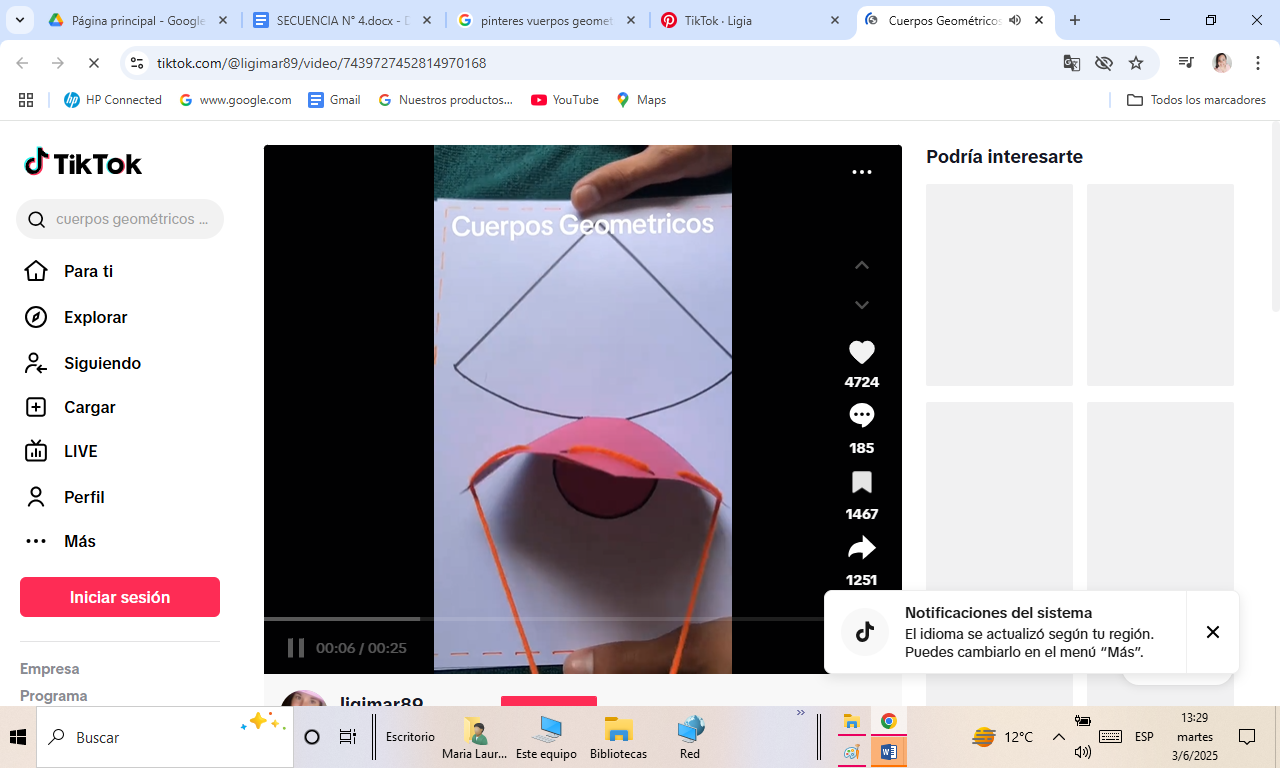 Página principal - Google
SECUENCIA N° 4.docx - D
pinteres vuerpos geomet
TikTok · Ligia
Cuerpos Geométricos
tiktok.com/@ligimar89/video/7439727452814970168
HP Connected
www.google.com
Gmail
Nuestros productos...
YouTube
Maps
Todos los marcadores
TikTok
cuerpos geométricos ...
Para ti
Explorar
Siguiendo
Cargar
LIVE
Perfil
Más
Iniciar sesión
Empresa
Programa
Cuerpos Geometricos
4724
185
1467
1251
00:06 / 00:25
ligimar89
Podría interesarte
Notificaciones del sistema
El idioma se actualizó según tu región.
Puedes cambiarlo en el menú “Más”.
Buscar
Escritorio
Maria Laur...
Este equipo
Bibliotecas
Red
12°C
ESP
13:29
martes
3/6/2025